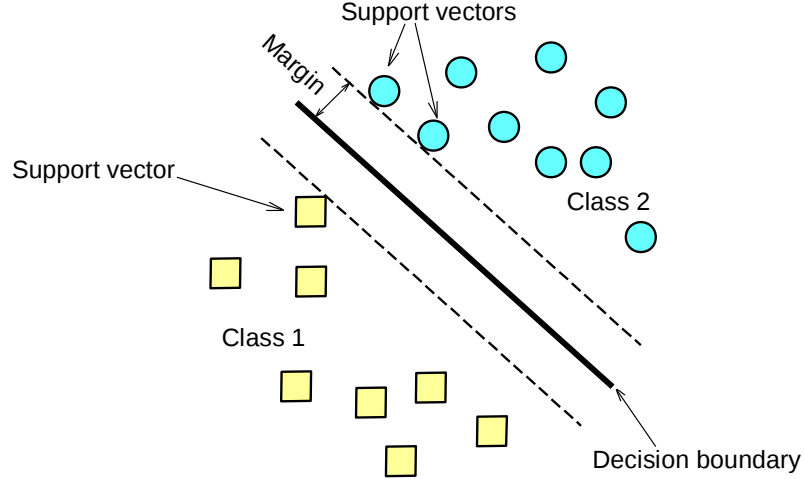 Support vectors
Margin
Support vector
Class 2
Class 1
Decision boundary